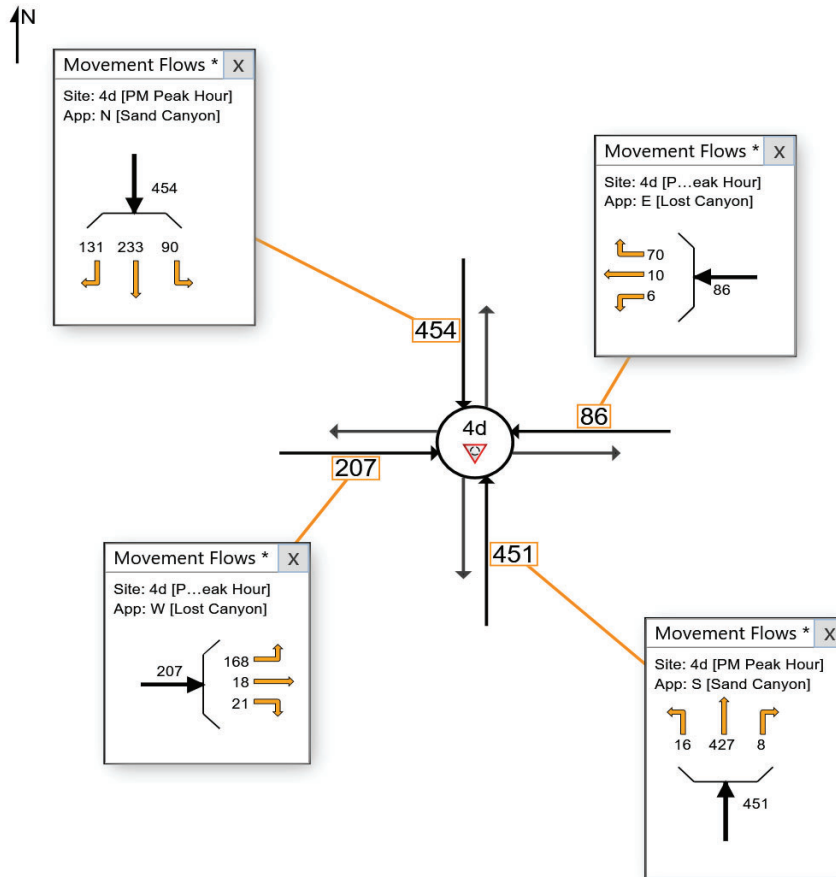 N
Movement Flows * X
Site: 4d [PM Peak Hour]
App: N [Sand Canyon]
454
131 233 90
Movement Flows * X
Site: 4d [P...eak Hour]
App: E [Lost Canyon]
70
10
6
86
454
86
4d
207
451
Movement Flows * X
Site: 4d [P...eak Hour]
App: W [Lost Canyon]
207
168
18
21
Movement Flows * X
Site: 4d [PM Peak Hour]
App: S [Sand Canyon]
16 427 8
451